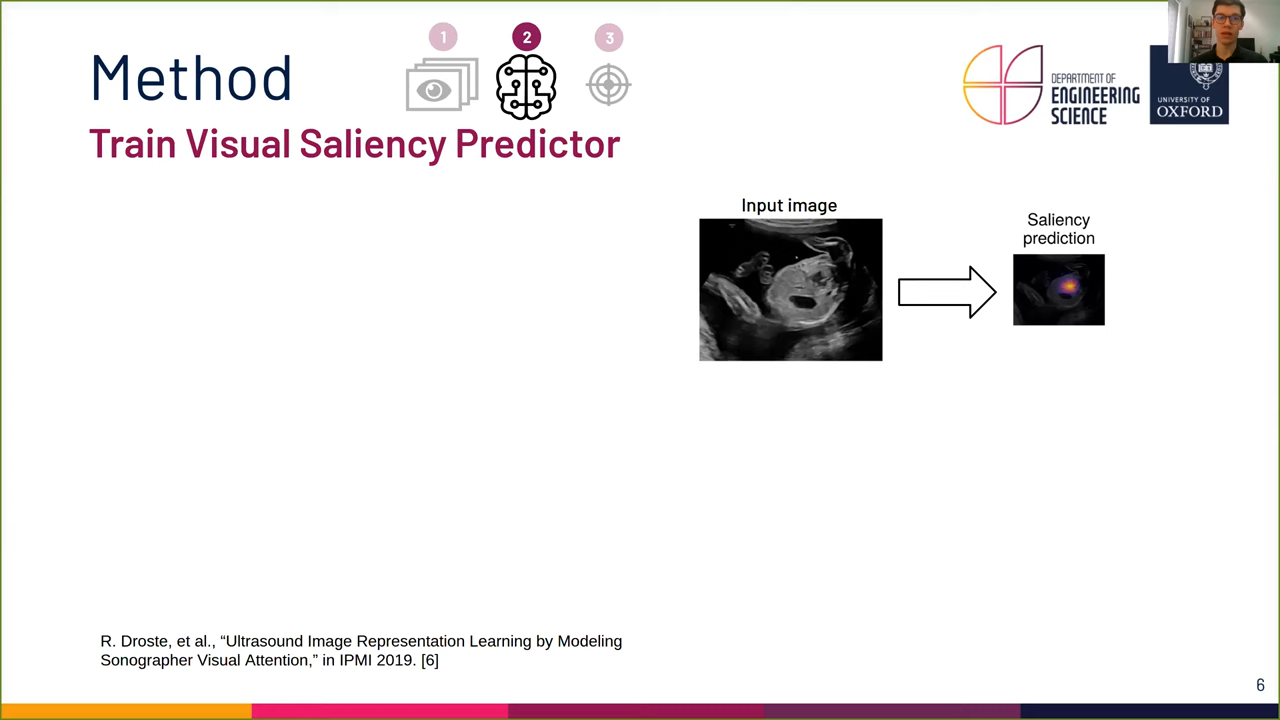 1
2
3
Method
Train Visual Saliency Predictor
DEPARTMENT OF
ENGINEERING
SCIENCE
UNIVERSITY OF
OXFORD
Input image
Saliency
prediction
R. Droste, et al., “Ultrasound Image Representation Learning by Modeling
Sonographer Visual Attention,” in IPMI 2019. [6]
6